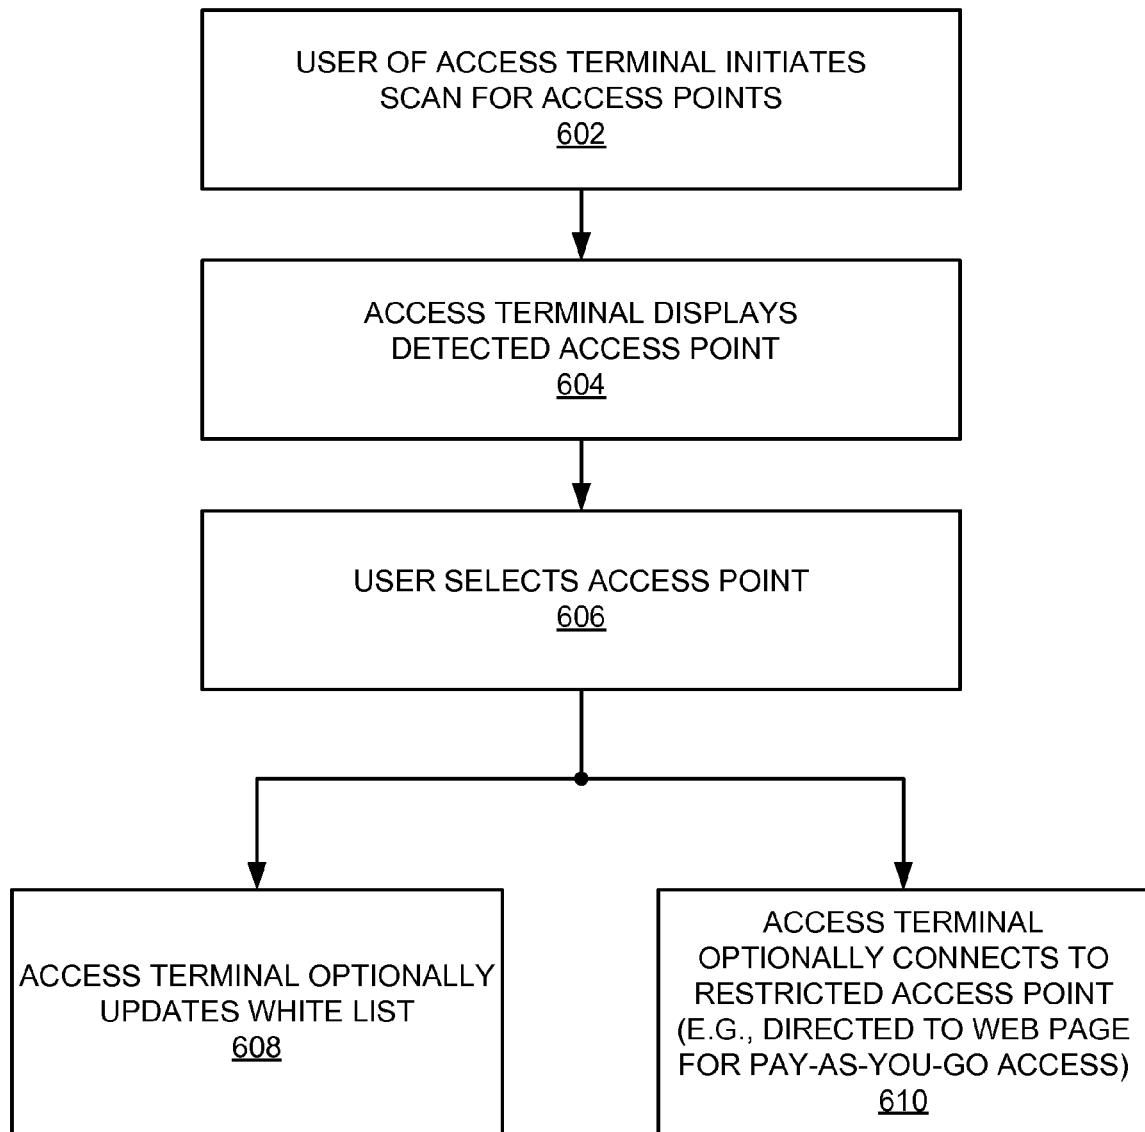 USER OF ACCESS TERMINAL INITIATES
SCAN FOR ACCESS POINTS
602
ACCESS TERMINAL DISPLAYS
DETECTED ACCESS POINT
604
USER SELECTS ACCESS POINT
606
ACCESS TERMINAL OPTIONALLY
UPDATES WHITE LIST
608
ACCESS TERMINAL
OPTIONALLY CONNECTS TO
RESTRICTED ACCESS POINT
(E.G., DIRECTED TO WEB PAGE
FOR PAY-AS-YOU-GO ACCESS)
610